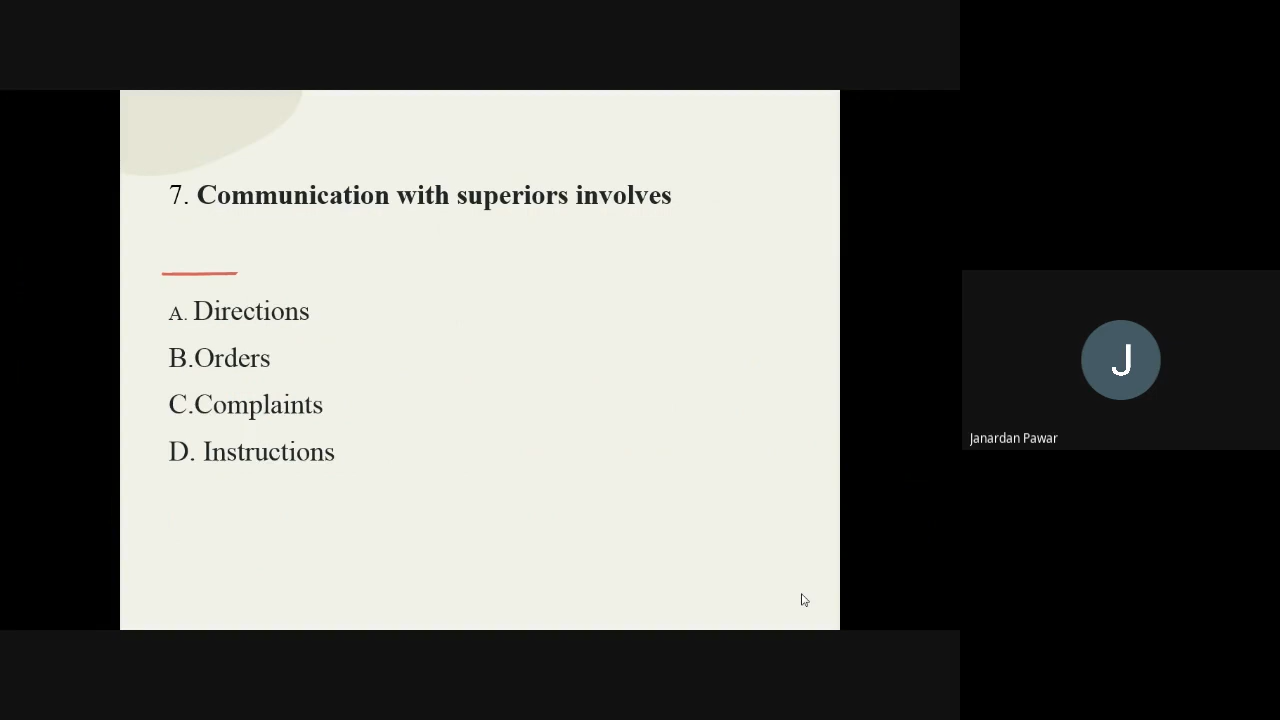 7. Communication with superiors involves
A. Directions
B.Orders
C.Complaints
D. Instructions
J
Janardan Pawar